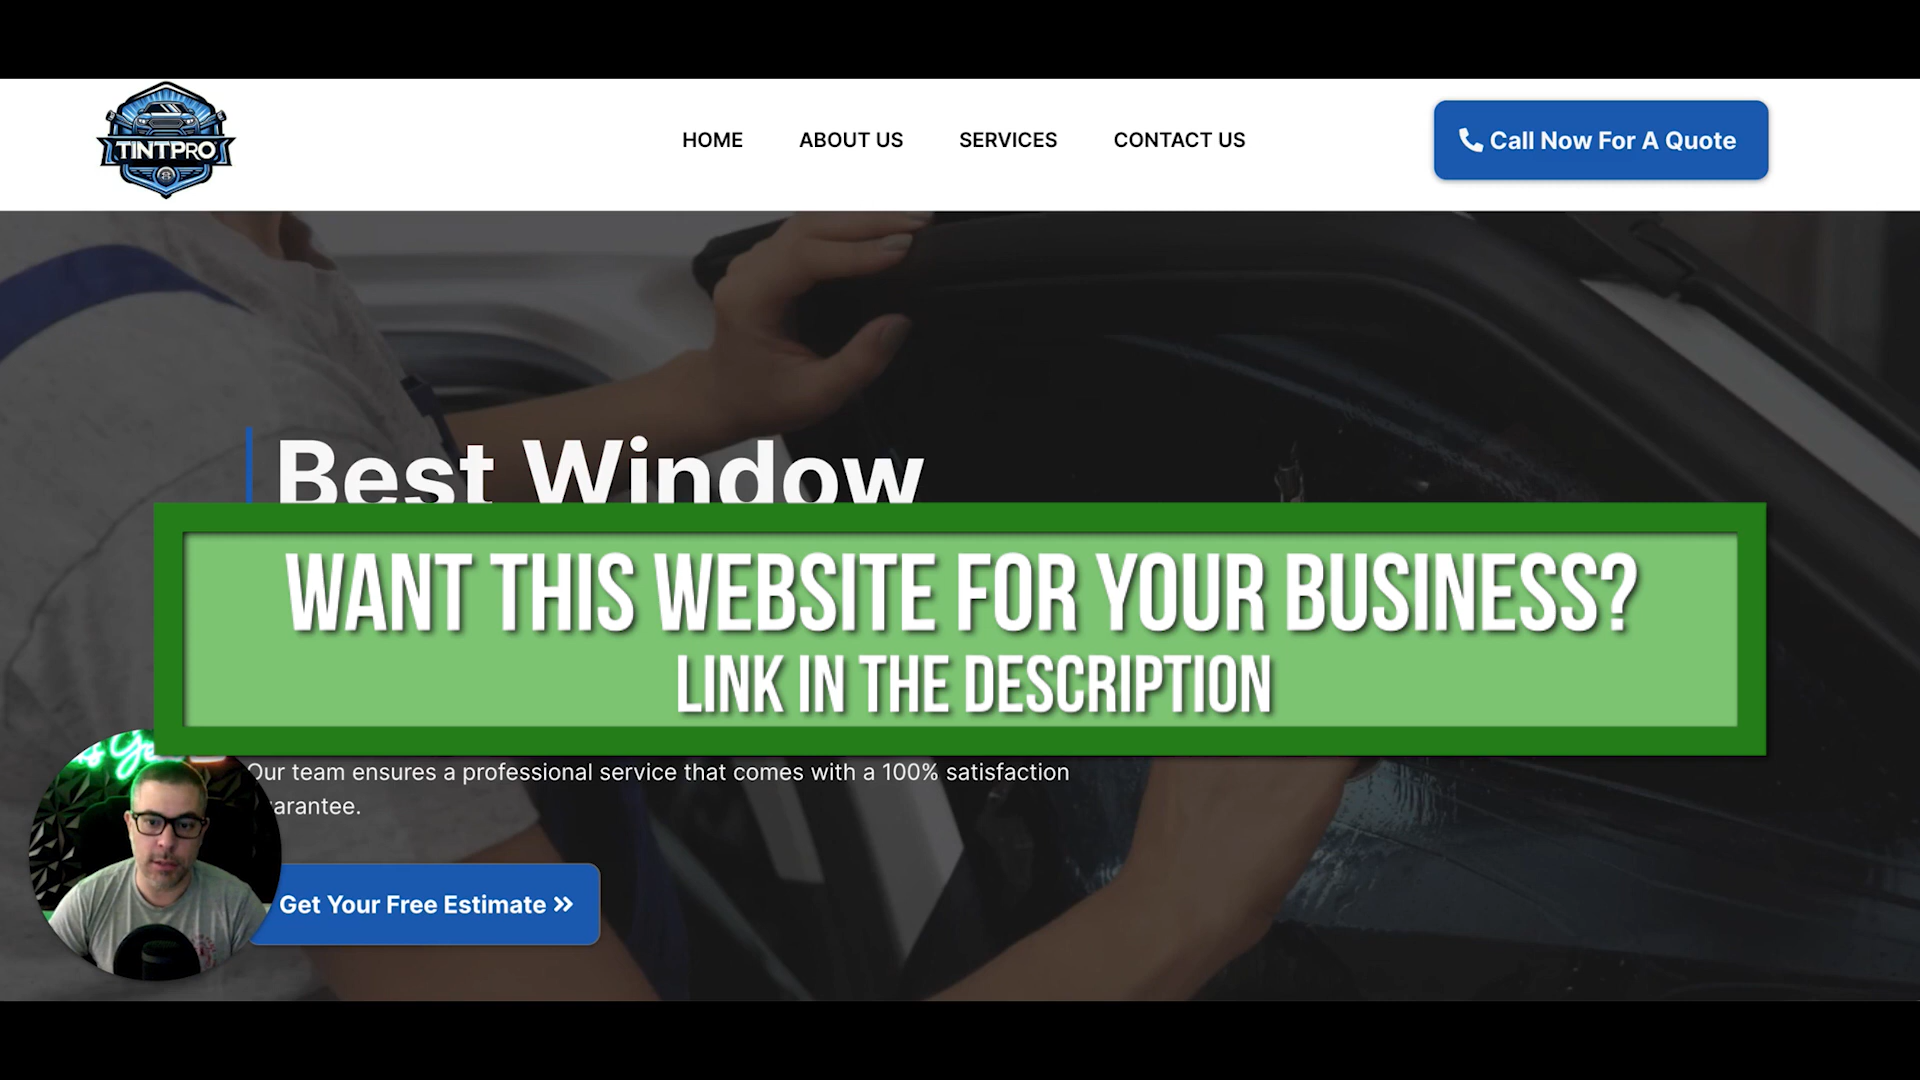 TINTPRO
HOME ABOUT US SERVICES CONTACT US
Call Now For A Quote
Best Window
WANT THIS WEBSITE FOR YOUR BUSINESS?
LINK IN THE DESCRIPTION
Our team ensures a professional service that comes with a 100% satisfaction
arantee.
Get Your Free Estimate